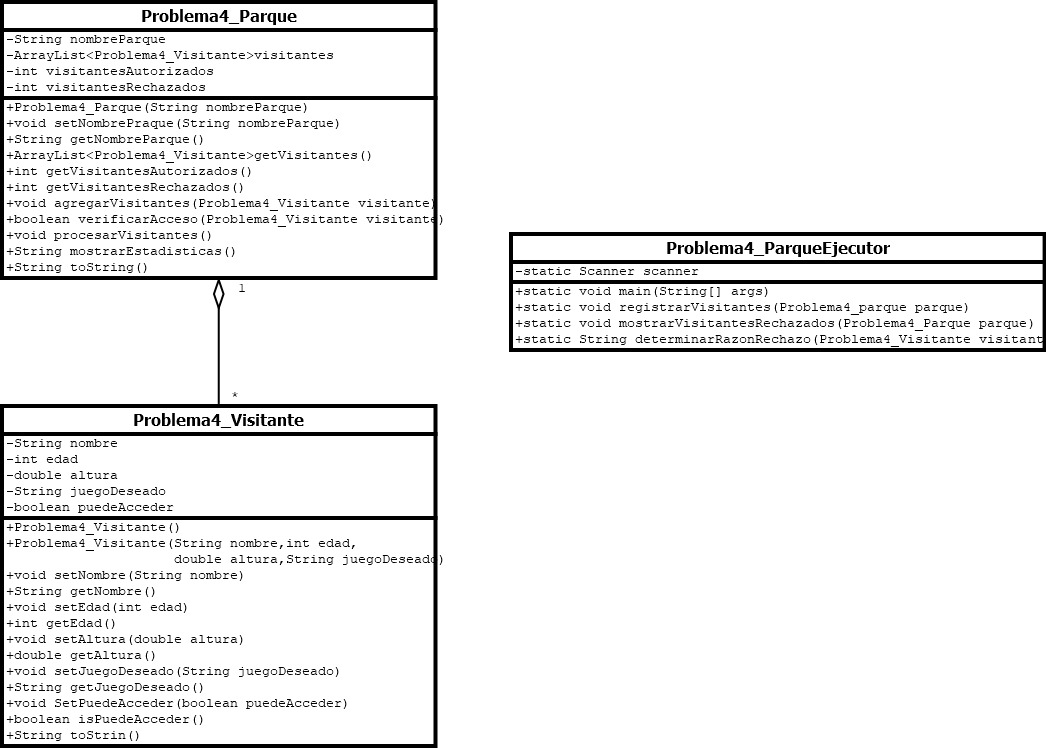 Problema4_Parque
-String nombreParque
-ArrayList<Problema4_Visitante>visitantes
-int visitantesAutorizados
-int visitantesRechazados
+Problema4_Parque(String nombreParque)
+void setNombrePraque(String nombreParque)
+String getNombreParque()
+ArrayList<Problema4_Visitante>getVisitantes()
+int getVisitantesAutorizados()
+int getVisitantesRechazados()
+void agregarVisitantes(Problema4_Visitante visitante)
+boolean verificarAcceso(Problema4_Visitante visitante)
+void procesarVisitantes()
+String mostrarEstadisticas()
+String toString()
1
*
Problema4_Visitante
-String nombre
-int edad
-double altura
-String juegoDeseado
-boolean puedeAcceder
+Problema4_Visitante()
+Problema4_Visitante(String nombre,int edad,
double altura,String juegoDeseado)
+void setNombre(String nombre)
+String getNombre()
+void setEdad(int edad)
+int getEdad()
+void setAltura(double altura)
+double getAltura()
+void setJuegoDeseado(String juegoDeseado)
+String getJuegoDeseado()
+void SetPuedeAcceder(boolean puedeAcceder)
+boolean isPuedeAcceder()
+String toStrin()
Problema4_ParqueEjecutor
-static Scanner scanner
+static void main(String[] args)
+static void registrarVisitantes(Problema4_parque parque)
+static void mostrarVisitantesRechazados(Problema4_Parque parque)
+static String determinarRazonRechazo(Problema4_Visitante visitant